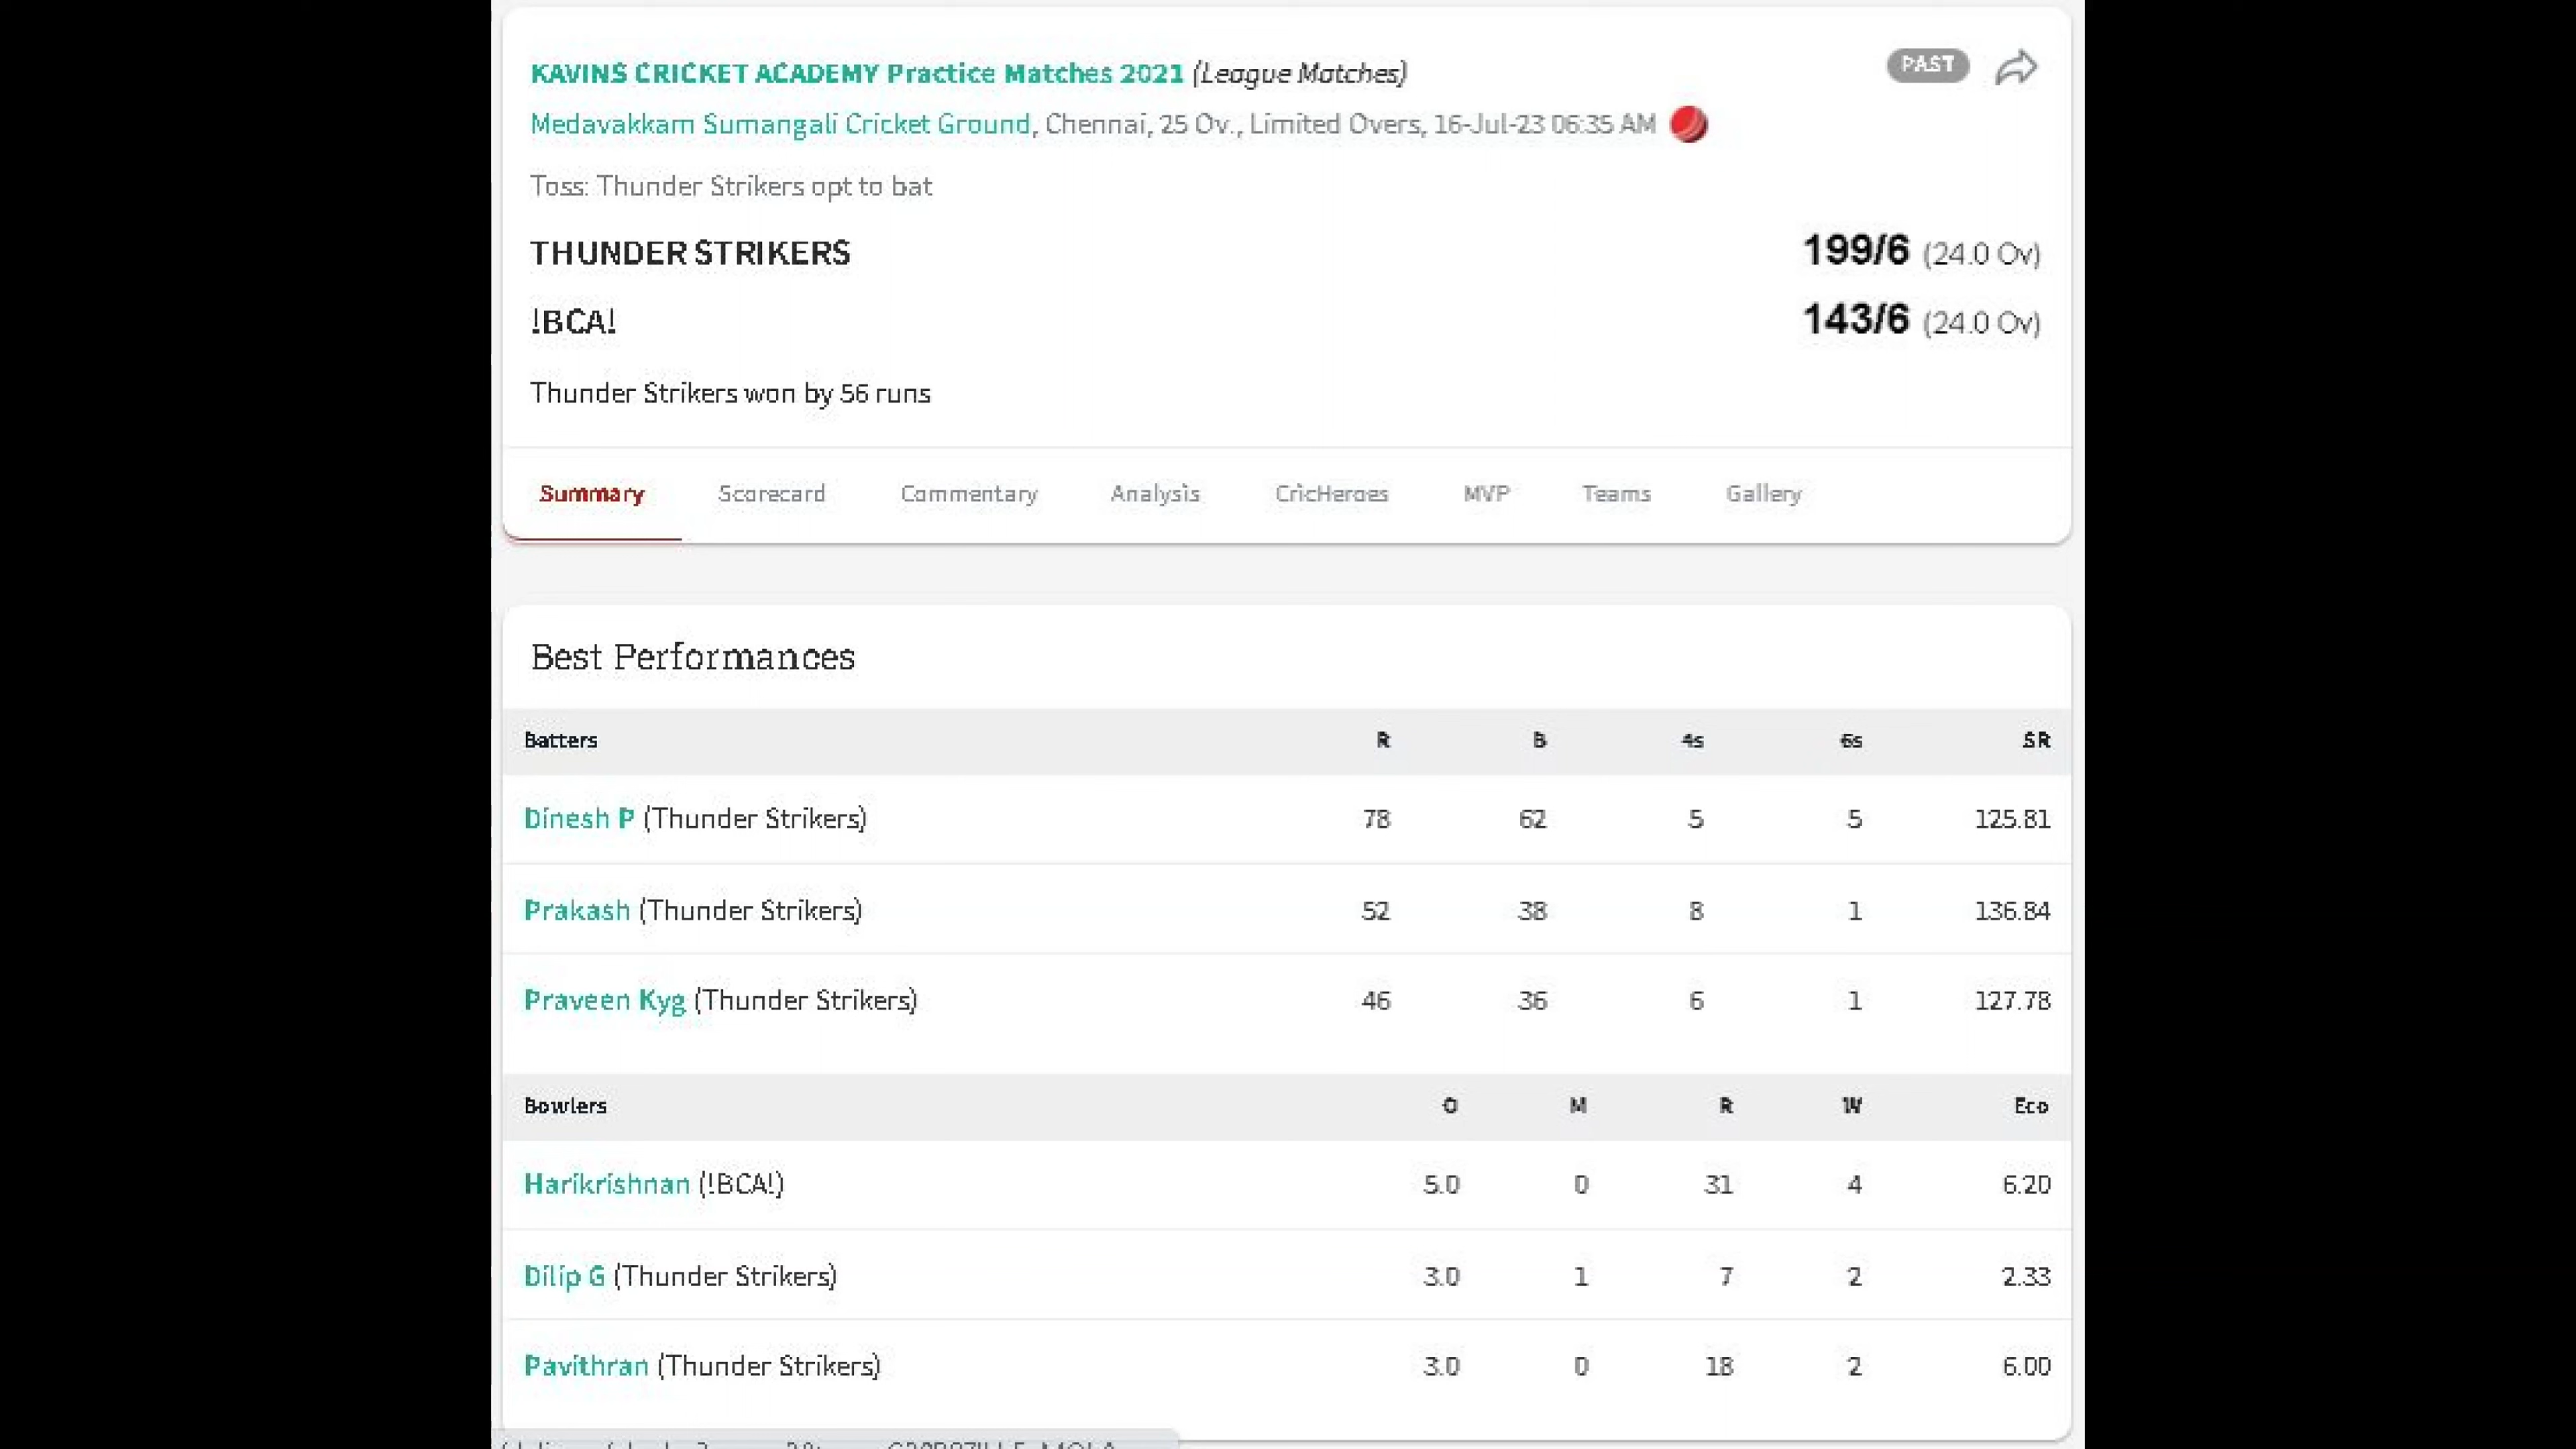 KAVINS CRICKET ACADEMY Practice Matches 2021 (League Matches)
PAST
Medavakkam Sumangali Cricket Ground, Chennai, 25 Ov., Limited Overs, 16-Jul-23 06:35 AM
Toss: Thunder Strikers opt to bat
THUNDER STRIKERS 199/6 (24.0 Ov)
!BCA! 143/6 (24.0 Ov)
Thunder Strikers won by 56 runs
Summary Scorecard Commentary Analysis CricHeroes MVP Teams Gallery
Best Performances
Batters R B 4s 6s SR
Dinesh P (Thunder Strikers) 78 62 5 5 125.81
Prakash (Thunder Strikers) 52 38 8 1 136.84
Praveen Kyg (Thunder Strikers) 46 36 6 1 127.78
Bowlers O M R W Eco
Harikrishnan (!BCA!) 5.0 0 31 4 6.20
Dilip G (Thunder Strikers) 3.0 1 7 2 2.33
Pavithran (Thunder Strikers) 3.0 0 18 2 6.00